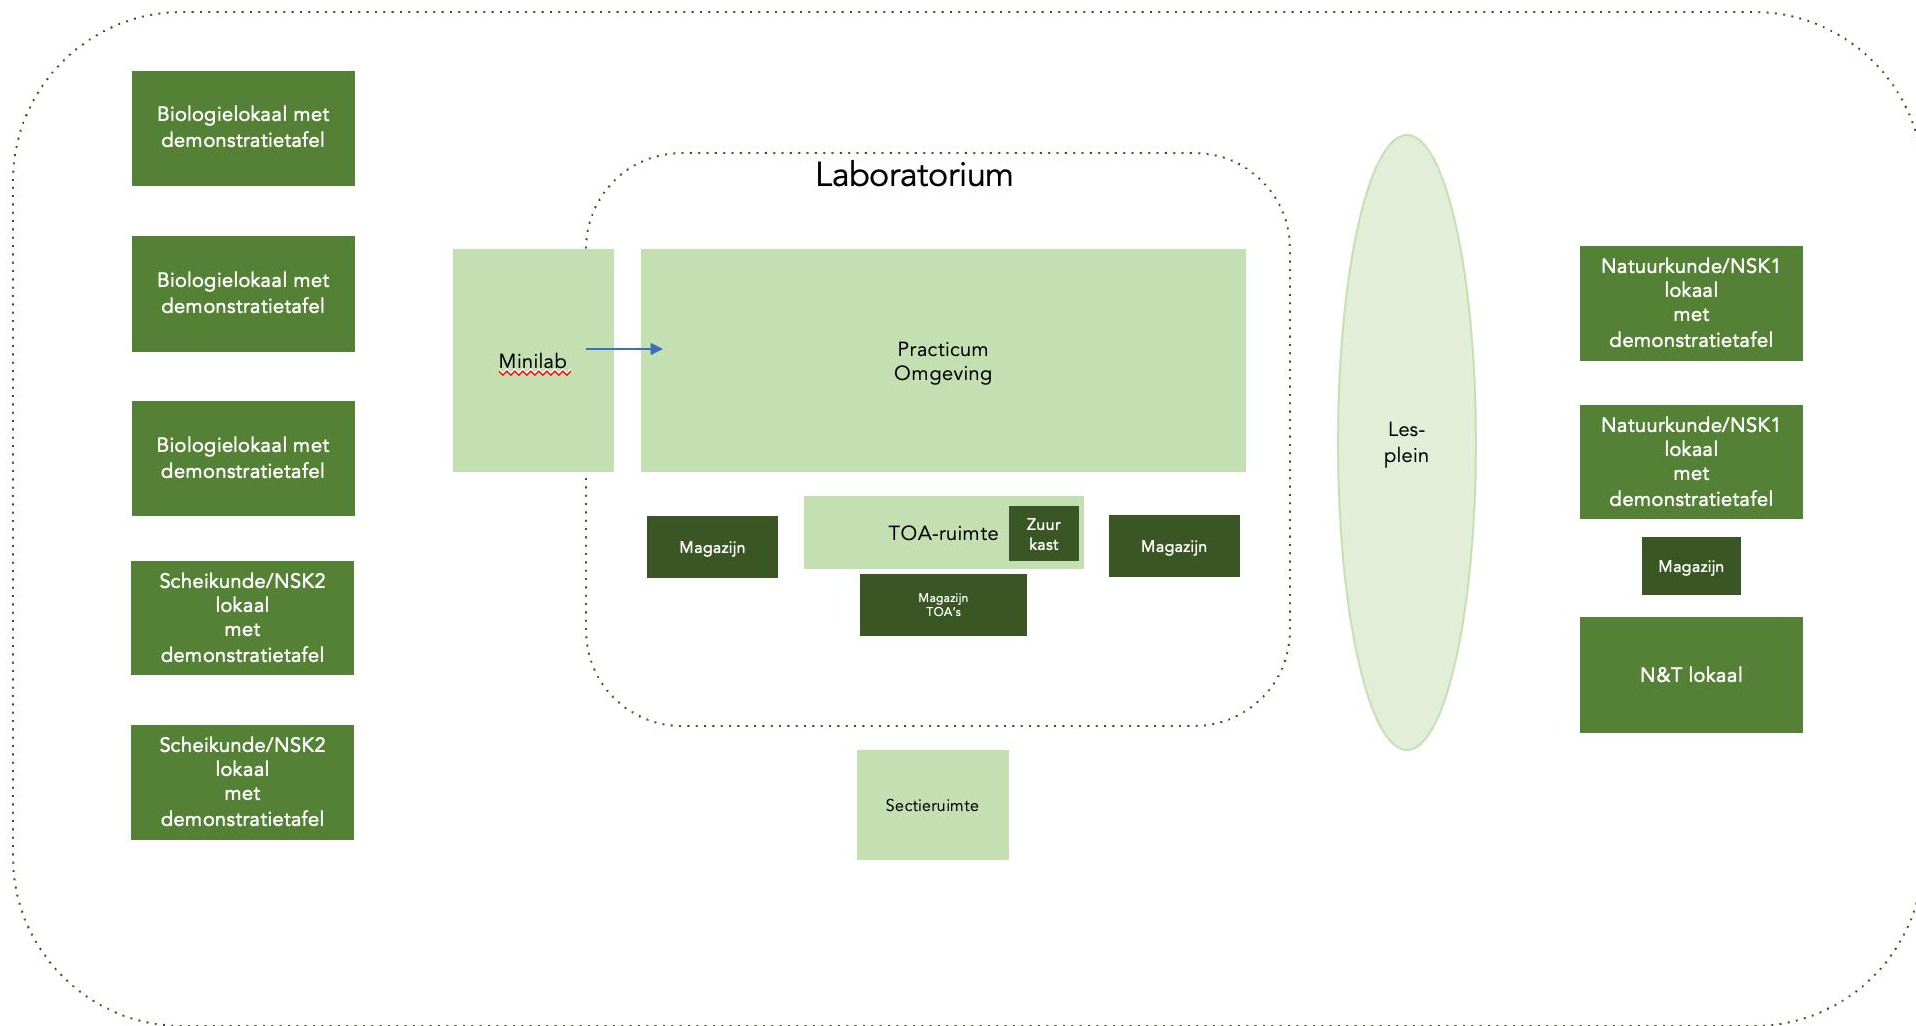 Biologielokaal met
demonstratietafel
Biologielokaal met
demonstratietafel
Biologielokaal met
demonstratietafel
Scheikunde/NSK2
lokaal
met
demonstratietafel
Scheikunde/NSK2
lokaal
met
demonstratietafel
Laboratorium
Minilab
Practicum
Omgeving
Magazijn
TOA-ruimte
Zuur
kast
Magazijn
Magazijn
TOA's
Sectieruimte
Les-
plein
Natuurkunde/NSK1
lokaal
met
demonstratietafel
Natuurkunde/NSK1
lokaal
met
demonstratietafel
Magazijn
N&T lokaal